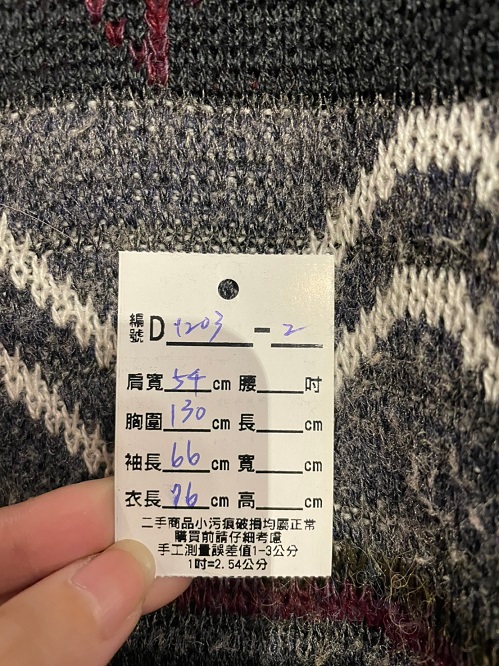 編號D 1203-2
肩寬 54 cm 腰 吋
胸圍 130 cm 長 cm
袖長 66 cm 寬 cm
衣長 76 cm 高 cm
二手商品小污痕破損均屬正常
購買前請仔細考慮
手工測量誤差值1-3公分
1吋=2.54公分